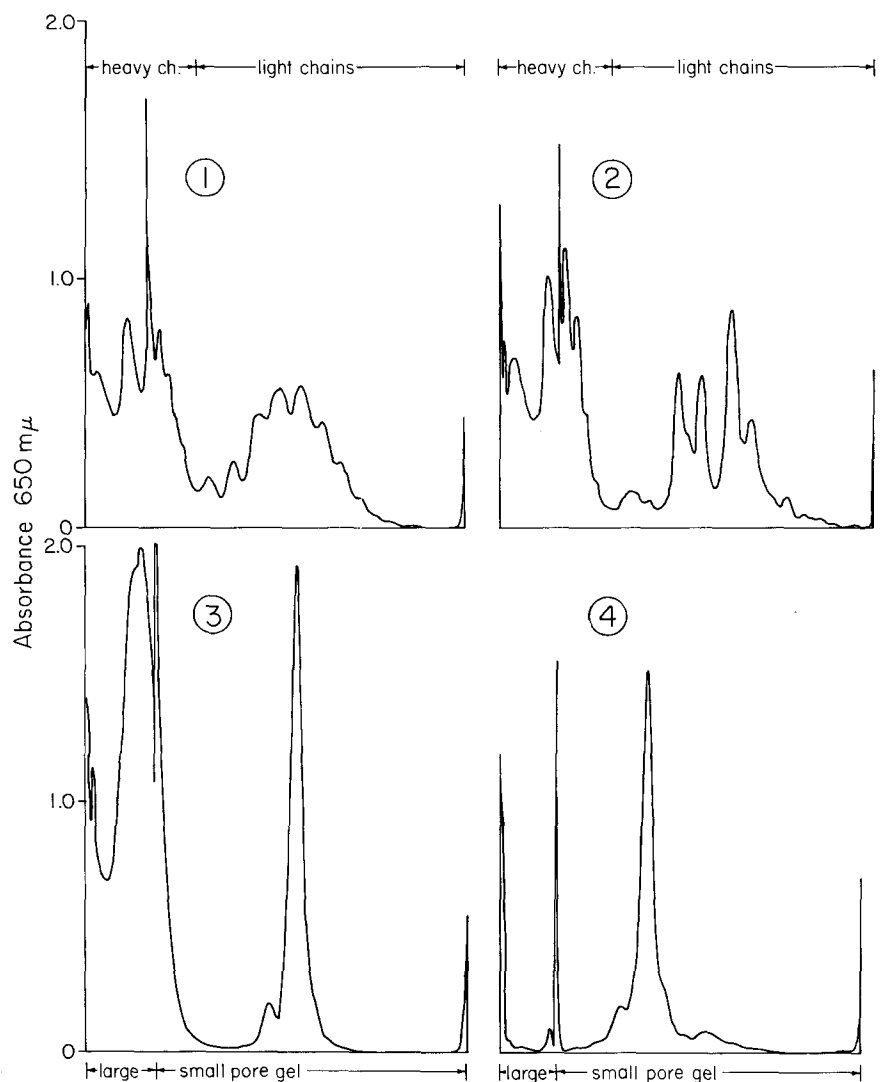 2.0
heavy ch. light chains
heavy ch. light chains
1
2
1.0
0
Absorbance 650 mμ
2.0
3
4
1.0
0
large small pore gel
large small pore gel